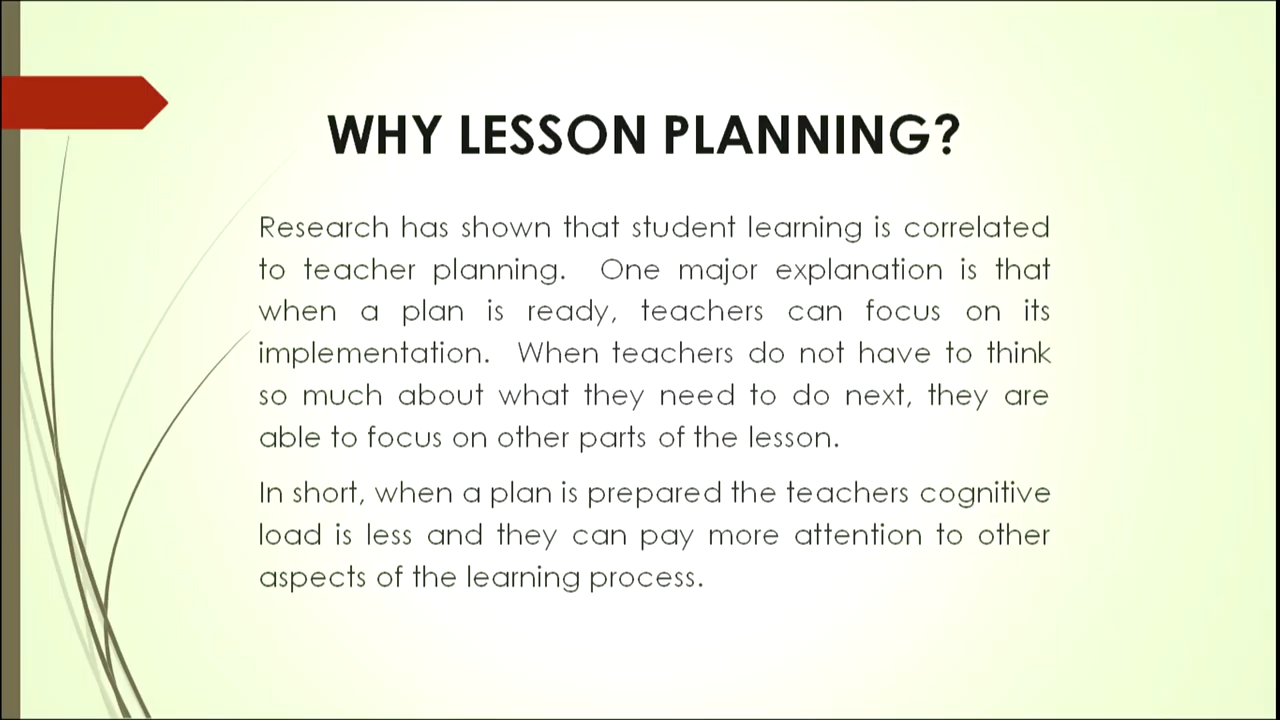 WHY LESSON PLANNING?
Research has shown that student learning is correlated
to teacher planning. One major explanation is that
when a plan is ready, teachers can focus on its
implementation. When teachers do not have to think
so much about what they need to do next, they are
able to focus on other parts of the lesson.
In short, when a plan is prepared the teachers cognitive
load is less and they can pay more attention to other
aspects of the learning process.